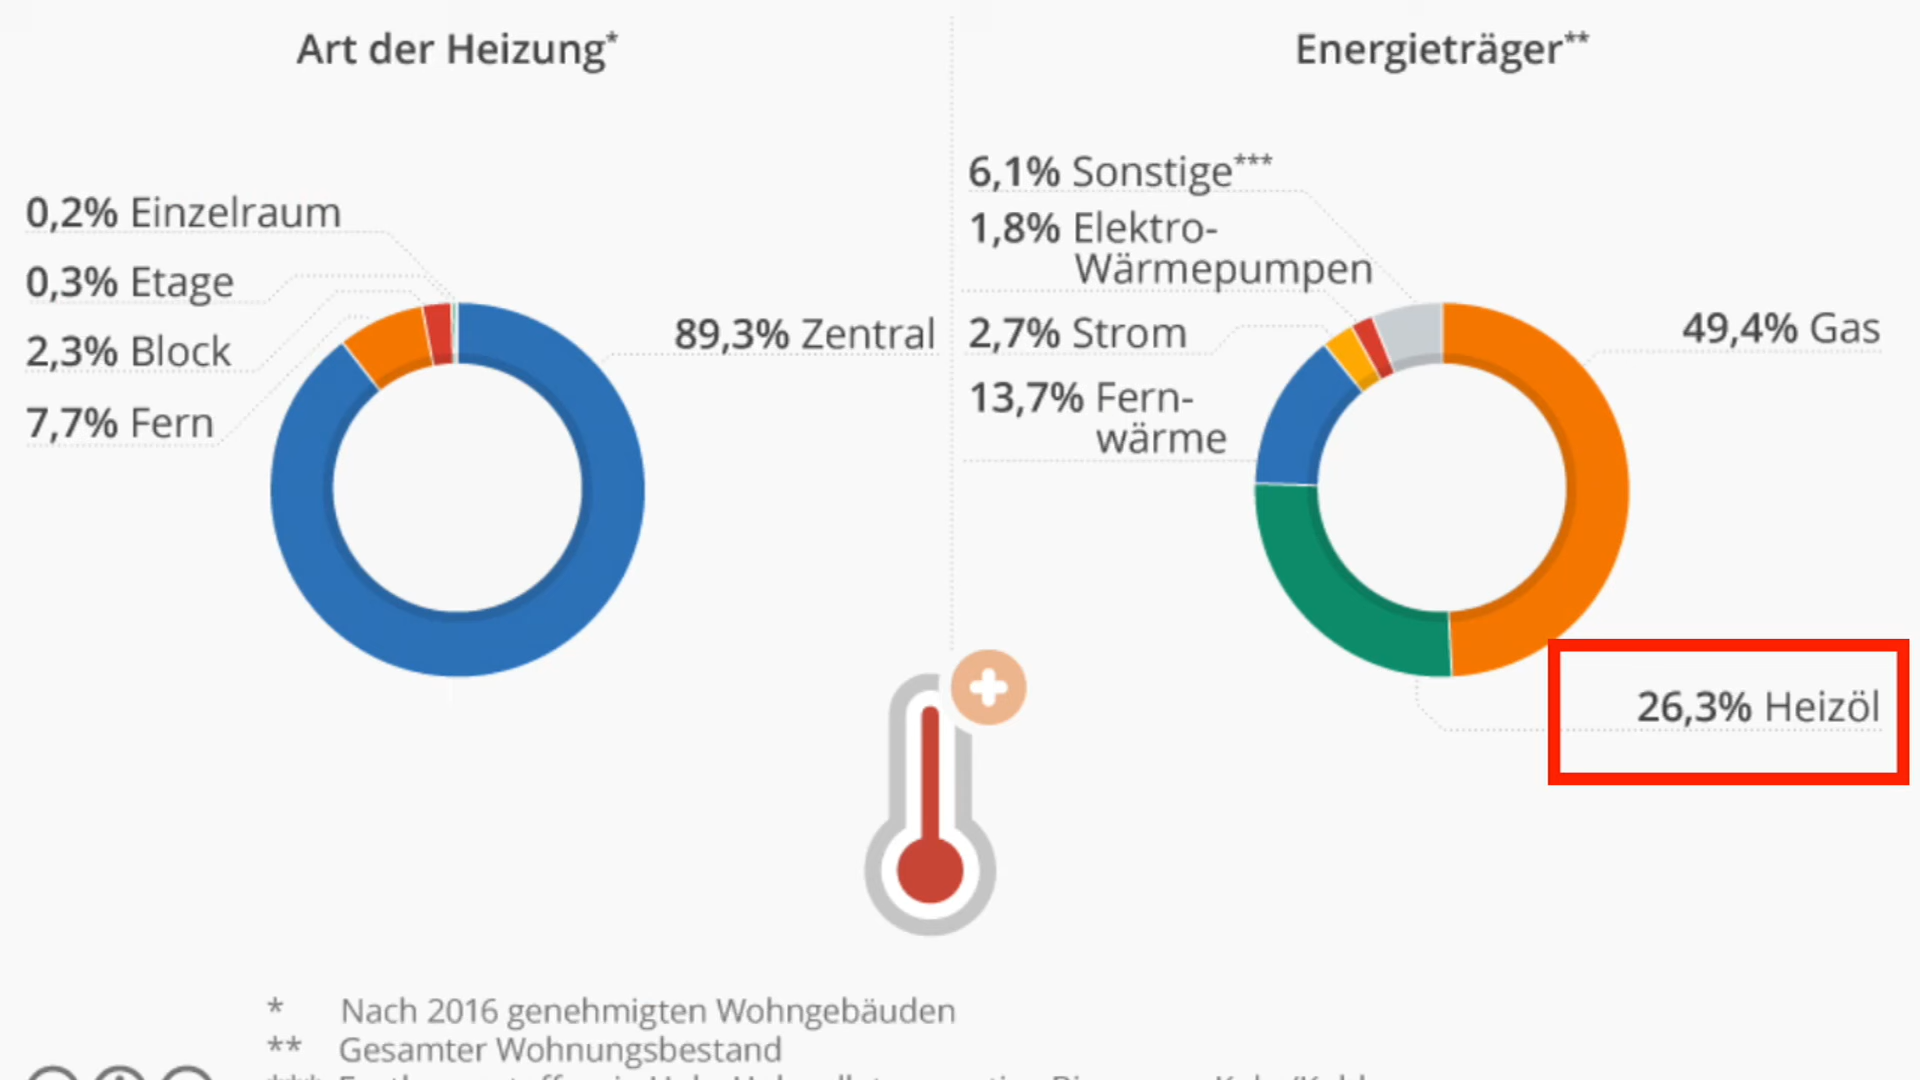 Art der Heizung*
0,2% Einzelraum
0,3% Etage
2,3% Block
7,7% Fern
89,3% Zentral
Energieträger**
6,1% Sonstige***
1,8% Elektro-
Wärmepumpen
2,7% Strom
13,7% Fern-
wärme
49,4% Gas
26,3% Heizöl
* Nach 2016 genehmigten Wohngebäuden
** Gesamter Wohnungsbestand